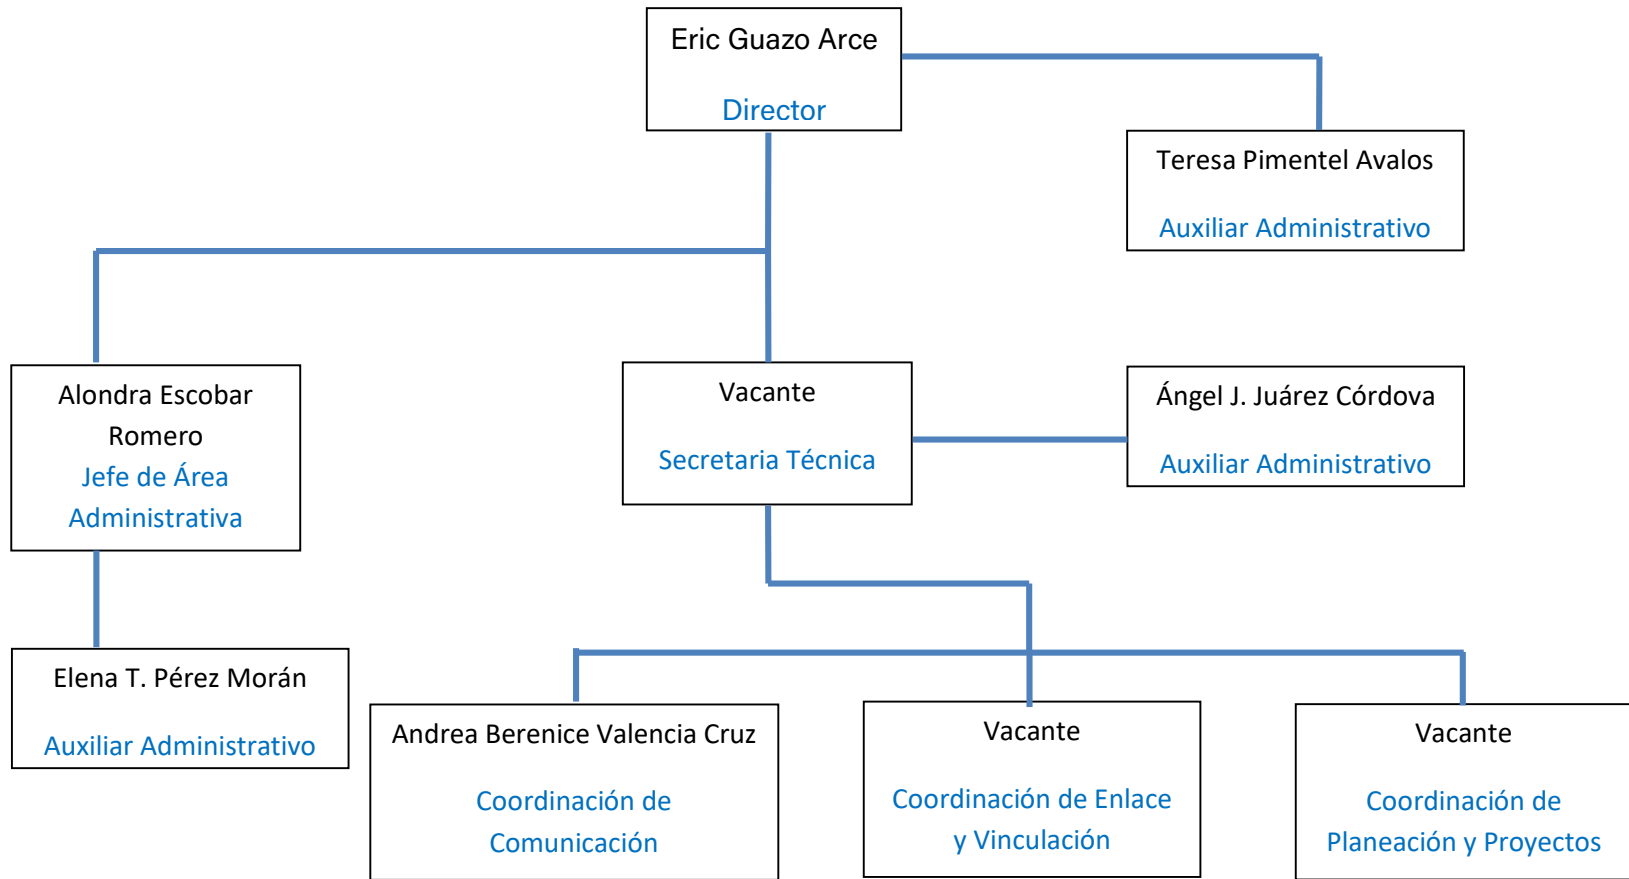 Eric Guazo Arce
Director
Teresa Pimentel Avalos
Auxiliar Administrativo
Alondra Escobar
Romero
Jefe de Área
Administrativa
Vacante
Secretaria Técnica
Ángel J. Juárez Córdova
Auxiliar Administrativo
Elena T. Pérez Morán
Auxiliar Administrativo
Andrea Berenice Valencia Cruz
Coordinación de
Comunicación
Vacante
Coordinación de Enlace
y Vinculación
Vacante
Coordinación de
Planeación y Proyectos